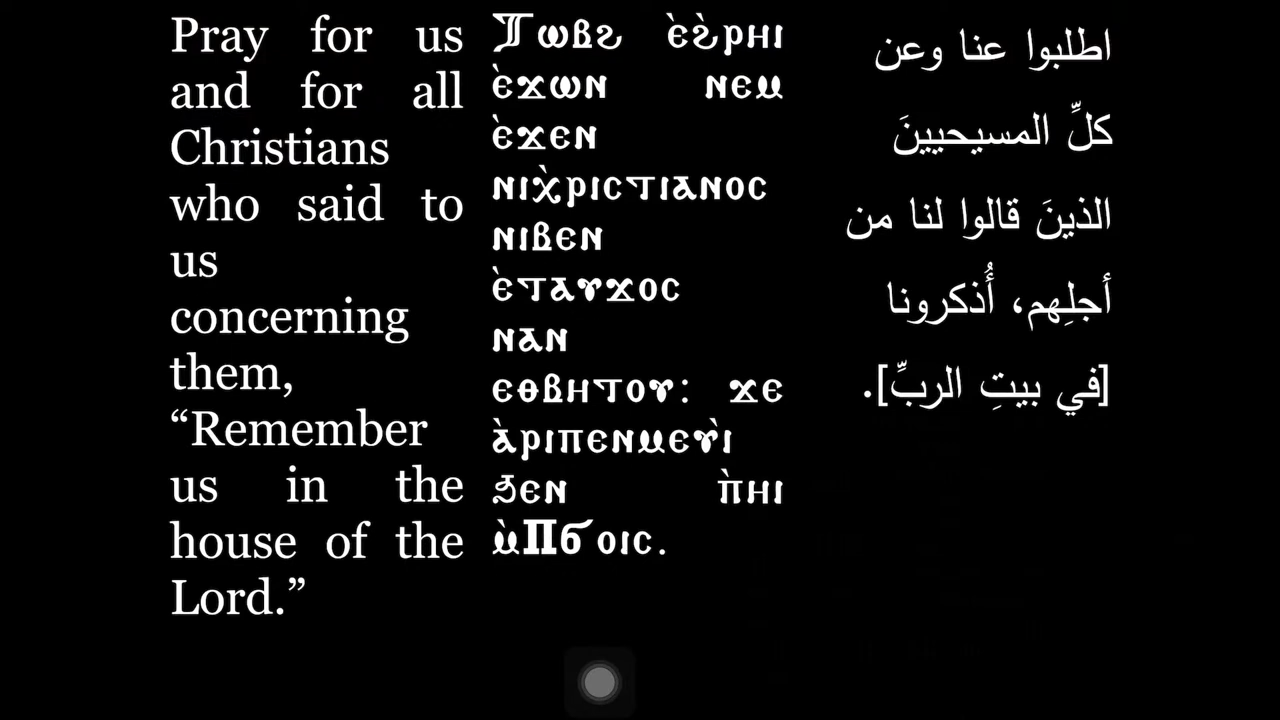 Pray for us
and for all
Christians
who said to
us
concerning
them,
“Remember
us in the
house of the
Lord.”
Ⲧⲱⲃϩ ⲉ̀ϩ̀ⲣⲏⲓ
ⲉ̀ϫⲱⲛ ⲛⲉⲙ
ⲉ̀ϫⲉⲛ
ⲛⲓⲭ̀ⲣⲓⲥⲧⲓⲁⲛⲟⲥ
ⲛⲓⲃⲉⲛ
ⲉ̀ⲧⲁⲩϫⲟⲥ
ⲛⲁⲛ
ⲉⲑⲃⲏⲧⲟⲩ: ϫⲉ
ⲁ̀ⲣⲓⲡⲉⲛⲙⲉⲩⲓ̀
ϧⲉⲛ ⲡ̀ⲏⲓ
ⲙ̀Ⲡϭⲟⲓⲥ.
اطلبوا عنا وعن
كلِّ المسيحيينَ
الذينَ قالوا لنا من
أجلِهم، أُذكرونا
[في بيتِ الربِّ].